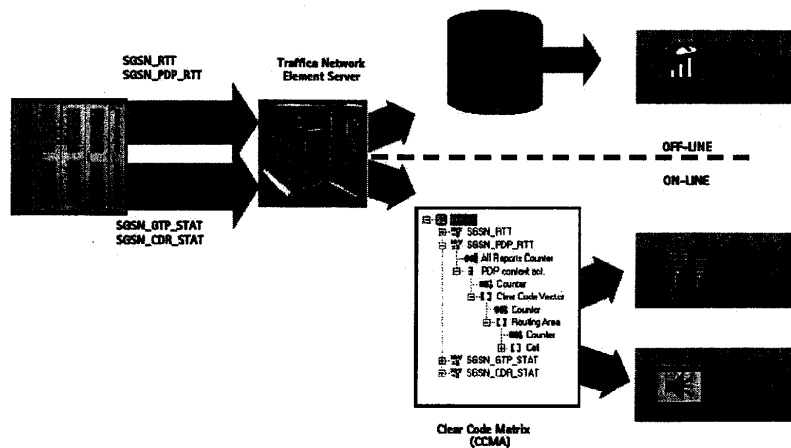 SGSN_RTT
SGSN_PDP_RTT
Traffica Network
Element Server
OFF-LINE
ON-LINE
SGSN_GTP_STAT
SGSN_CDR_STAT
SGSN_RTT
SGSN_PDP_RTT
All Reports Counter
PDP context act.
Counter
Clear Code Vector
Counter
Routing Area
Counter
Cell
SGSN_GTP_STAT
SGSN_CDR_STAT
Clear Code Matrix
(CCMA)